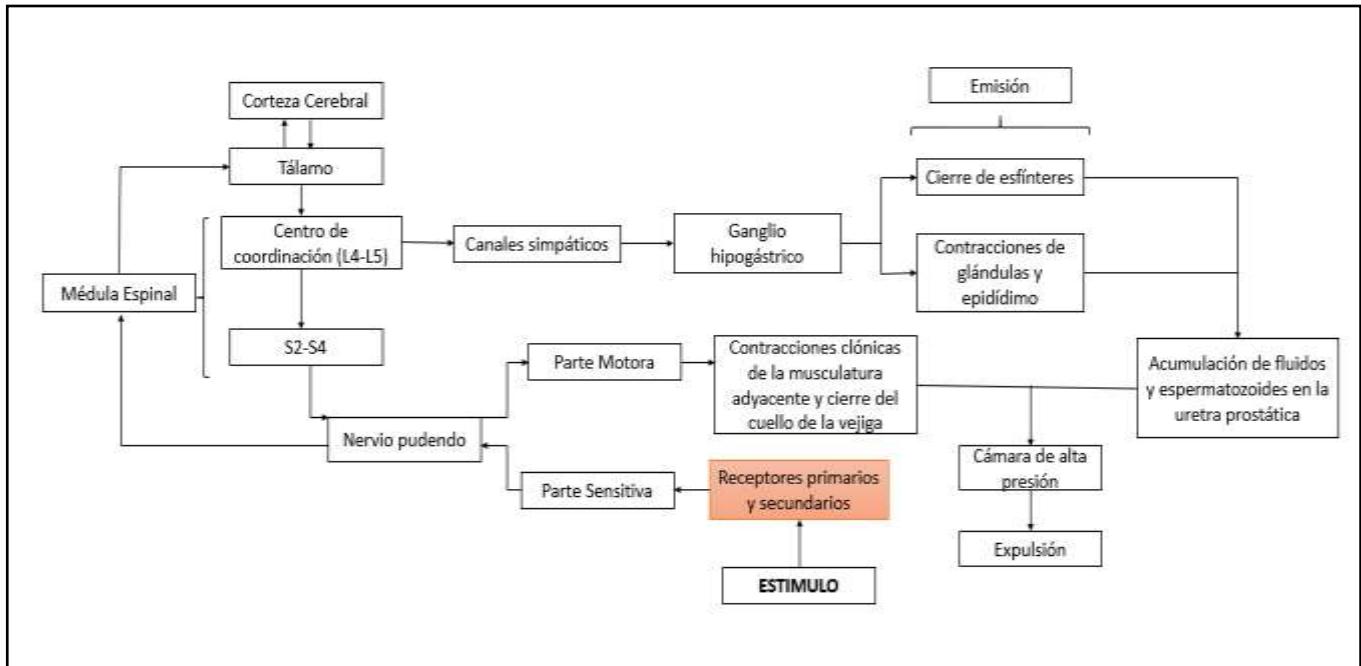 Emisión
Corteza Cerebral
Tálamo
Cierre de esfínteres
Centro de
coordinación (L4-L5)
Canales simpáticos
Ganglio
hipogástrico
Contracciones de
glándulas y
epidídimo
Médula Espinal
S2-S4
Parte Motora
Contracciones clónicas
de la musculatura
adyacente y cierre del
cuello de la vejiga
Acumulación de fluidos
y espermatozoides en la
uretra prostática
Nervio pudendo
Cámara de alta
presión
Parte Sensitiva
Receptores primarios
y secundarios
Expulsión
ESTIMULO